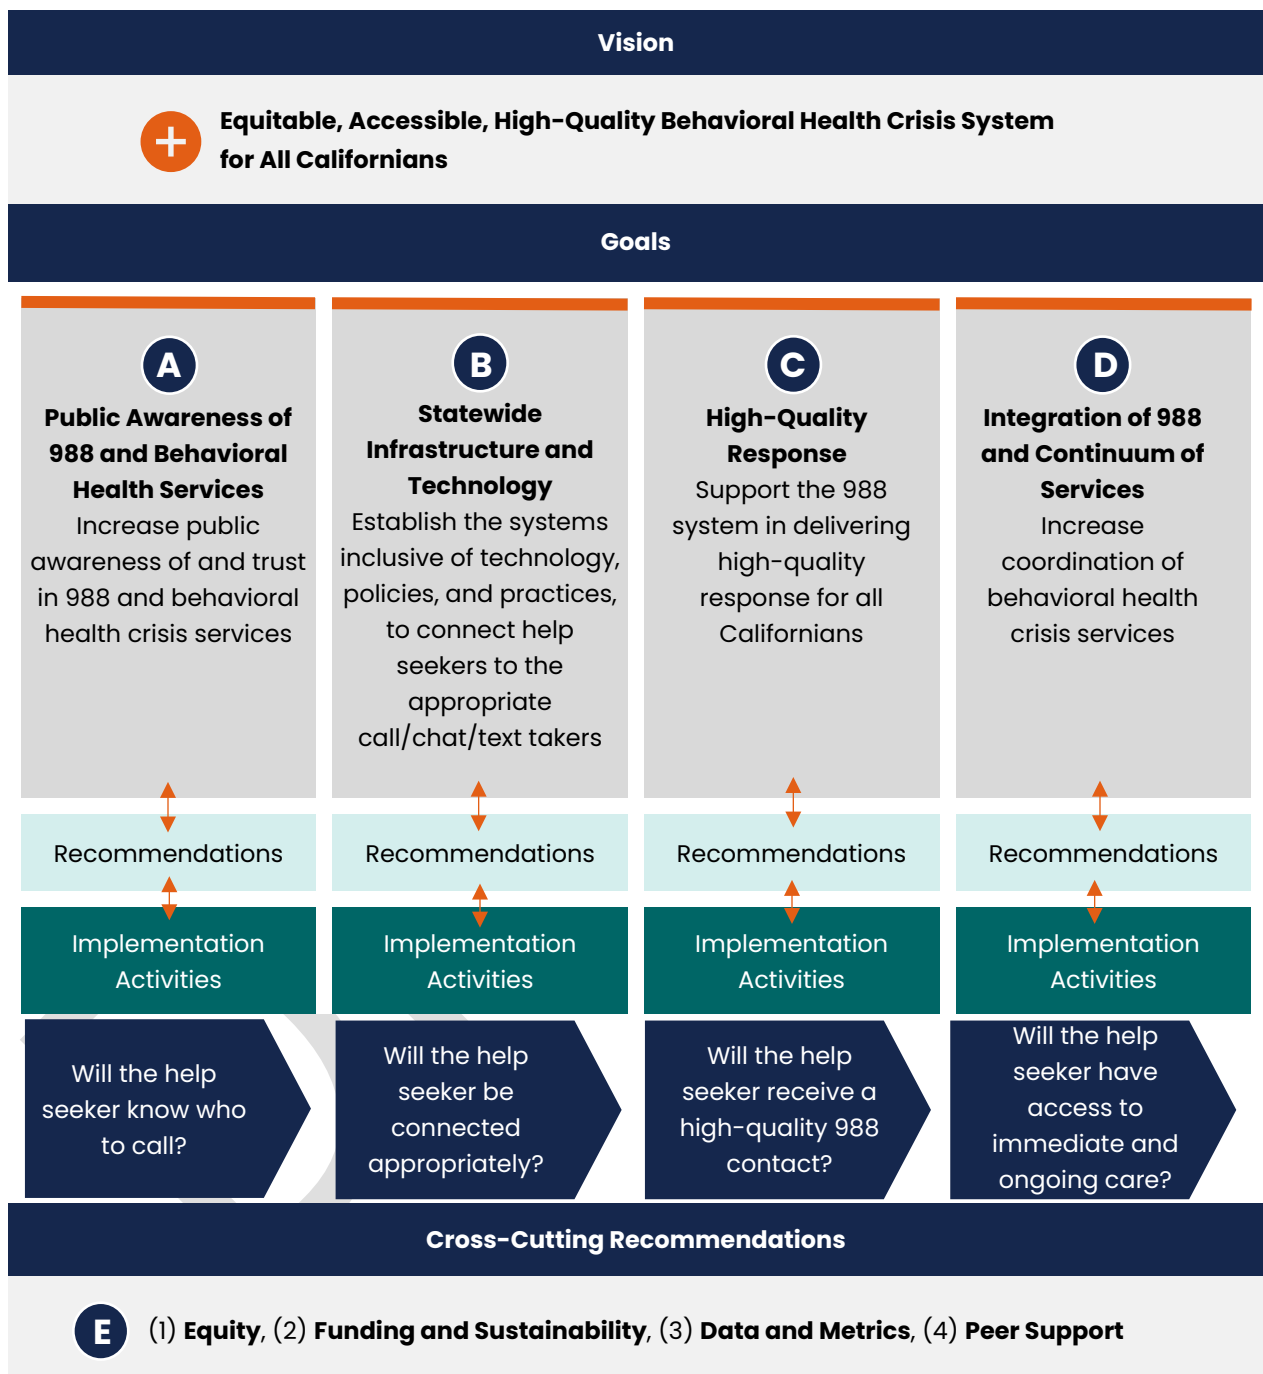 Vision
Equitable, Accessible, High-Quality Behavioral Health Crisis System
for All Californians
Goals
A
Public Awareness of
988 and Behavioral
Health Services
Increase public
awareness of and trust
in 988 and behavioral
health crisis services
B
Statewide
Infrastructure and
Technology
Establish the systems
inclusive of technology,
policies, and practices,
to connect help
seekers to the
appropriate
call/chat/text takers
C
High-Quality
Response
Support the 988
system in delivering
high-quality
response for all
Californians
D
Integration of 988
and Continuum of
Services
Increase
coordination of
behavioral health
crisis services
Recommendations
Recommendations
Recommendations
Recommendations
Implementation
Activities
Implementation
Activities
Implementation
Activities
Implementation
Activities
Will the help
seeker know who
to call?
Will the help
seeker be
connected
appropriately?
Will the help
seeker receive a
high-quality 988
contact?
Will the help
seeker have
access to
immediate and
ongoing care?
Cross-Cutting Recommendations
E
(1) Equity, (2) Funding and Sustainability, (3) Data and Metrics, (4) Peer Support